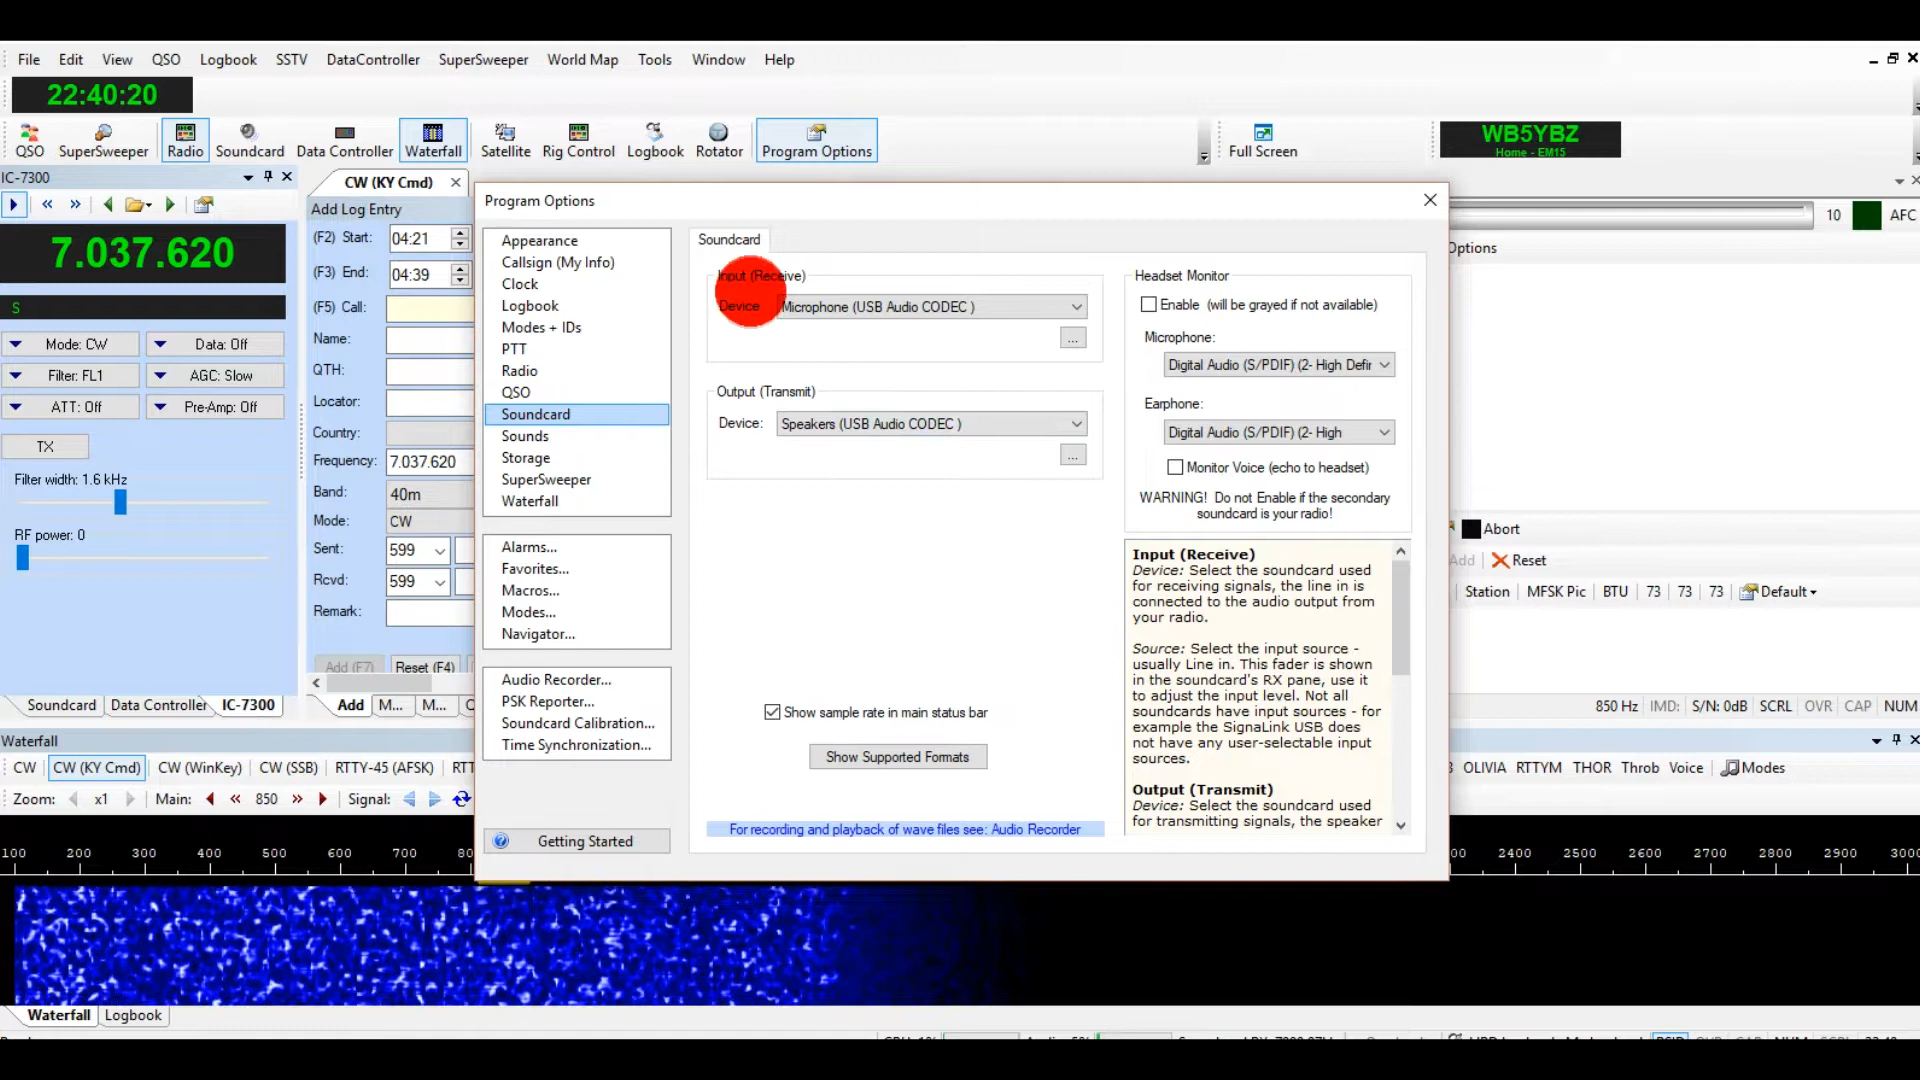 File Edit View QSO Logbook SSTV DataController SuperSweeper World Map Tools Window Help
22:40:20
QSO SuperSweeper Radio Soundcard Data Controller Waterfall Satellite Rig Control Logbook Rotator Program Options Full Screen
WB5YBZ
Home - EM15
IC-7300
7.037.620
S
Mode: CW Data: Off
Filter: FL1 AGC: Slow
ATT: Off Pre-Amp: Off
TX
Filter width: 1.6 kHz
RF power: 0
Soundcard Data Controller IC-7300
CW (KY Cmd)
Add Log Entry
(F2) Start: 04:21
(F3) End: 04:39
(F5) Call:
Name:
QTH:
Locator:
Country:
Frequency: 7.037.620
Band: 40m
Mode: CW
Sent: 599
Rcvd: 599
Remark:
Add (F7) Reset (F4)
Add M... M...
Program Options
Appearance
Callsign (My Info)
Clock
Logbook
Modes + IDs
PTT
Radio
QSO
Soundcard
Sounds
Storage
SuperSweeper
Waterfall
Alarms...
Favorites...
Macros...
Modes...
Navigator...
Audio Recorder...
PSK Reporter...
Soundcard Calibration...
Time Synchronization...
Getting Started
Soundcard
Input (Receive)
Device Microphone (USB Audio CODEC )
...
Output (Transmit)
Device: Speakers (USB Audio CODEC )
...
Show sample rate in main status bar
Show Supported Formats
For recording and playback of wave files see: Audio Recorder
Headset Monitor
Enable (will be grayed if not available)
Microphone:
Digital Audio (S/PDIF) (2- High Defir
Earphone:
Digital Audio (S/PDIF) (2- High
Monitor Voice (echo to headset)
WARNING! Do not Enable if the secondary
soundcard is your radio!
Input (Receive)
Device: Select the soundcard used
for receiving signals, the line in is
connected to the audio output from
your radio.
Source: Select the input source -
usually Line in. This fader is shown
in the soundcard's RX pane, use it
to adjust the input level. Not all
soundcards have input sources - for
example the SignaLink USB does
not have any user-selectable input
sources.
Output (Transmit)
Device: Select the soundcard used
for transmitting signals, the speaker
10 AFC
Options
Abort
Add Reset
Station MFSK Pic BTU 73 73 73 Default
850 Hz IMD: S/N: 0dB SCRL OVR CAP NUM
Waterfall
CW CW (KY Cmd) CW (WinKey) CW (SSB) RTTY-45 (AFSK) RTT
OLIVIA RTTYM THOR Throb Voice Modes
Zoom: x1 Main: 850 Signal:
100 200 300 400 500 600 700 80
00 2400 2500 2600 2700 2800 2900 3000
Waterfall Logbook